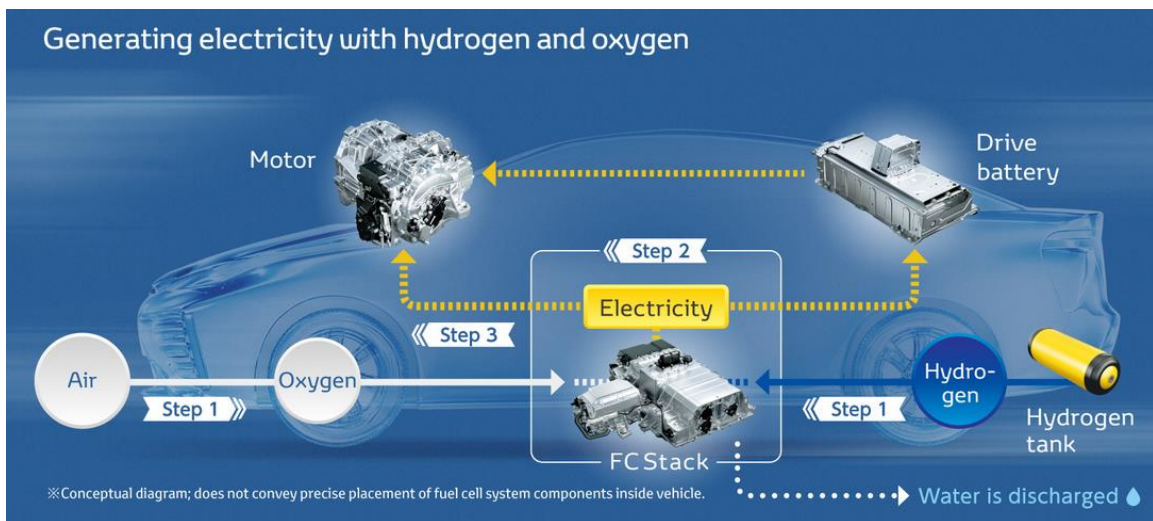 Generating electricity with hydrogen and oxygen
Motor
Drive
battery
Step 2
Electricity
Step 3
Air
Oxygen
Step 1
Step 1
Hydro-
gen
Hydrogen
tank
FC Stack
※Conceptual diagram; does not convey precise placement of fuel cell system components inside vehicle.
Water is discharged